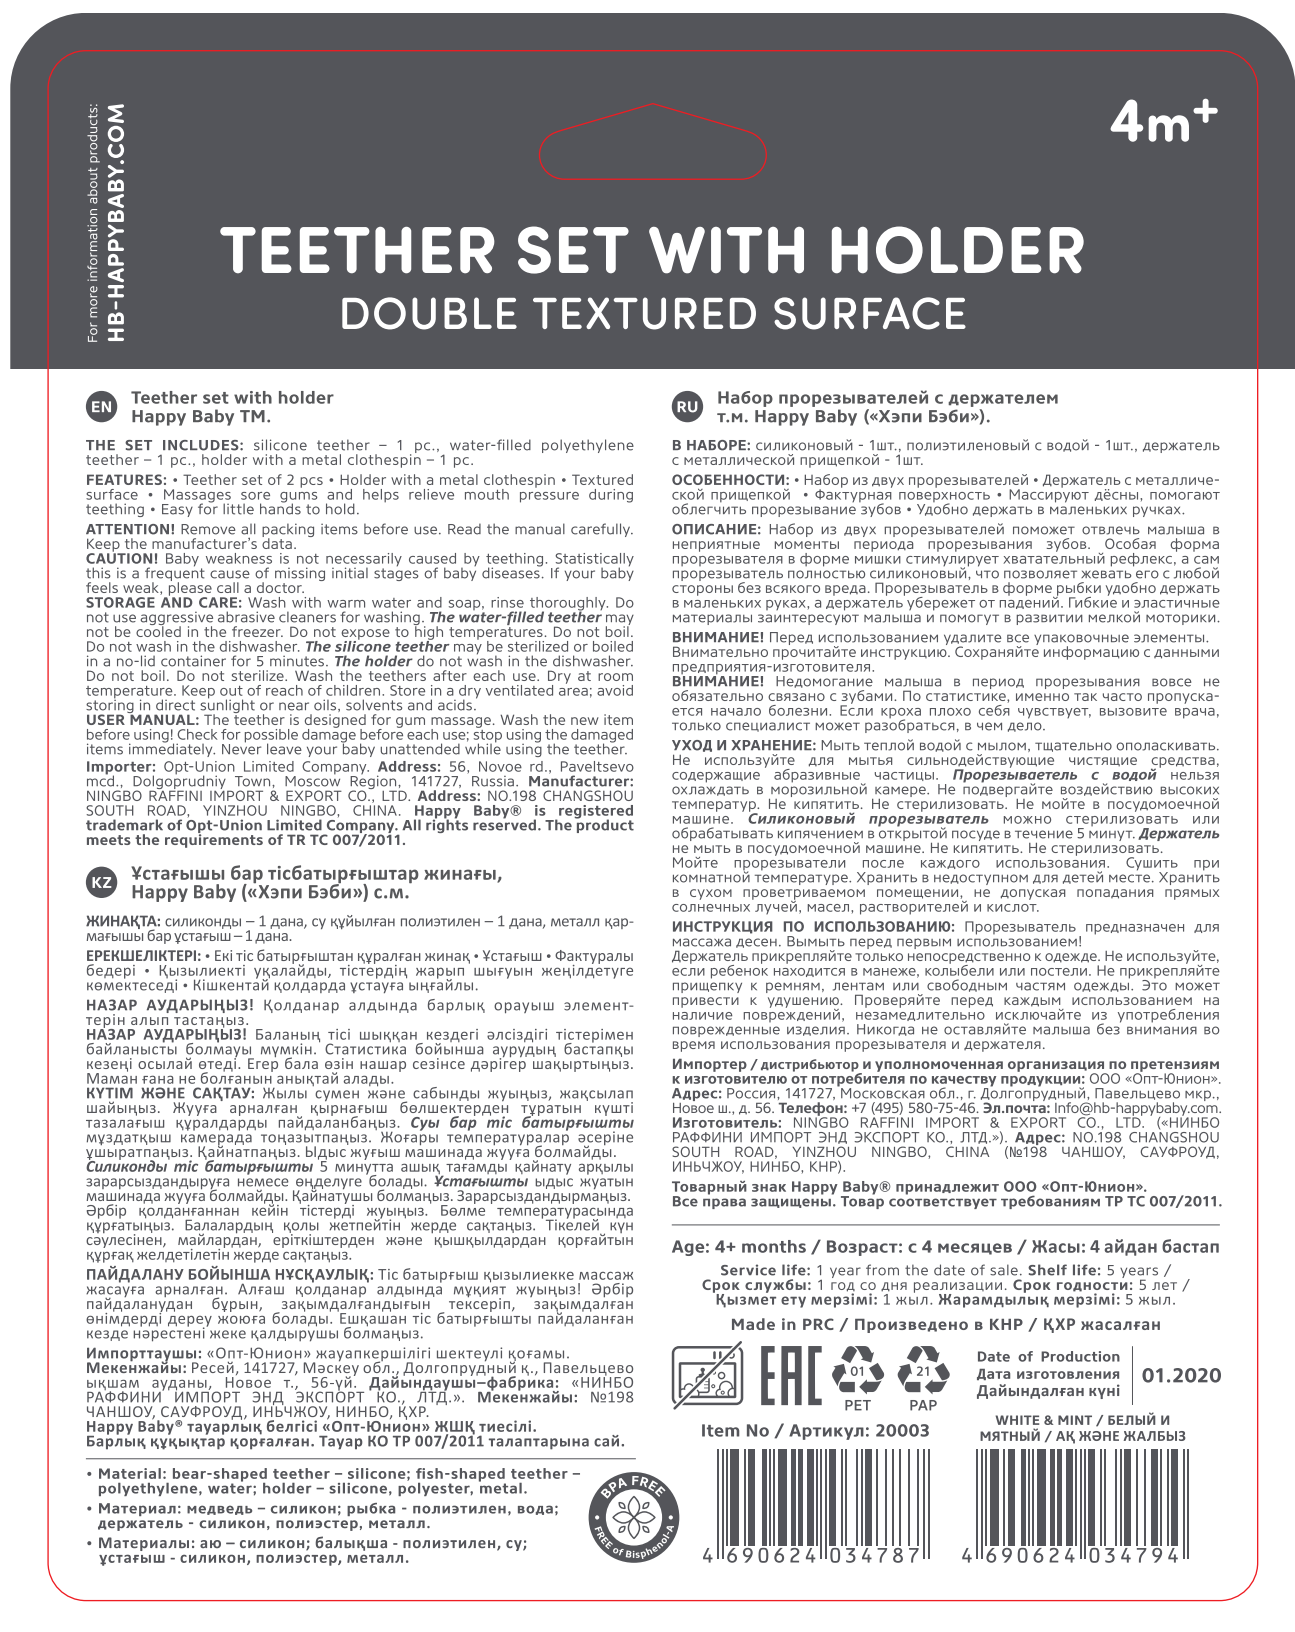 For more information about products:
HB-HAPPYBABY.COM
4m+
TEETHER SET WITH HOLDER
DOUBLE TEXTURED SURFACE
EN
Teether set with holder
Happy Baby TM.
THE SET INCLUDES: silicone teether – 1 pc., water-filled polyethylene
teether – 1 pc., holder with a metal clothespin – 1 pc.
FEATURES: • Teether set of 2 pcs • Holder with a metal clothespin • Textured
surface • Massages sore gums and helps relieve mouth pressure during
teething • Easy for little hands to hold.
ATTENTION! Remove all packing items before use. Read the manual carefully.
Keep the manufacturer's data.
CAUTION! Baby weakness is not necessarily caused by teething. Statistically
this is a frequent cause of missing initial stages of baby diseases. If your baby
feels weak, please call a doctor.
STORAGE AND CARE: Wash with warm water and soap, rinse thoroughly. Do
not use aggressive abrasive cleaners for washing. The water-filled teether may
not be cooled in the freezer. Do not expose to high temperatures. Do not boil.
Do not wash in the dishwasher. The silicone teether may be sterilized or boiled
in a no-lid container for 5 minutes. The holder do not wash in the dishwasher.
Do not boil. Do not sterilize. Wash the teethers after each use. Dry at room
temperature. Keep out of reach of children. Store in a dry ventilated area; avoid
storing in direct sunlight or near oils, solvents and acids.
USER MANUAL: The teether is designed for gum massage. Wash the new item
before using! Check for possible damage before each use; stop using the damaged
items immediately. Never leave your baby unattended while using the teether.
Importer: Opt-Union Limited Company. Address: 56, Novoe rd., Paveltsevo
mcd., Dolgoprudniy Town, Moscow Region, 141727, Russia. Manufacturer:
NINGBO RAFFINI IMPORT & EXPORT CO., LTD. Address: NO.198 CHANGSHOU
SOUTH ROAD, YINZHOU NINGBO, CHINA. Happy Baby® is registered
trademark of Opt-Union Limited Company. All rights reserved. The product
meets the requirements of TR TC 007/2011.
KZ
Ұстағышы бар тісбатырғыштар жинағы,
Happy Baby («Хэпи Бэби») с.м.
ЖИНАҚТА: силиконды – 1 дана, су құйылған полиэтилен – 1 дана, металл қар-
мағышы бар ұстағыш – 1 дана.
ЕРЕКШЕЛІКТЕРІ: • Екі тіс батырғыштан құралған жинақ • Ұстағыш • Фактуралы
бедері • Қызылиекті уқалайды, тістердің жарып шығуын жеңілдетуге
көмектеседі • Кішкентай қолдарда ұстауға ыңғайлы.
НАЗАР АУДАРЫҢЫЗ! Қолданар алдында барлық орауыш элемент-
терін алып тастаңыз.
НАЗАР АУДАРЫҢЫЗ! Баланың тісі шыққан кездегі әлсіздігі тістерімен
байланысты болмауы мүмкін. Статистика бойынша аурудың бастапқы
кезеңі осылай өтеді. Егер бала өзін нашар сезінсе дәрігер шақыртыңыз.
Маман ғана не болғанын анықтай алады.
КҮТІМ ЖӘНЕ САҚТАУ: Жылы сумен және сабынды жуыңыз, жақсылап
шайыңыз. Жууға арналған қырнағыш бөлшектерден тұратын күшті
тазалағыш құралдарды пайдаланбаңыз. Суы бар тіс батырғышты
мұздатқыш камерада тоңазытпаңыз. Жоғары температуралар әсеріне
ұшыратпаңыз. Қайнатпаңыз. Ыдыс жуғыш машинада жууға болмайды.
Силиконды тіс батырғышты 5 минутта ашық тағамды қайнату арқылы
зарарсыздандыруға немесе өңделуге болады. Ұстағышты ыдыс жуатын
машинада жууға болмайды. Қайнатушы болмаңыз. Зарарсыздандырмаңыз.
Әрбір қолданғаннан кейін тістерді жуыңыз. Бөлме температурасында
құрғатыңыз. Балалардың қолы жетпейтін жерде сақтаңыз. Тікелей күн
сәулесінен, майлардан, еріткіштерден және қышқылдардан қорғайтын
құрғақ желдетілетін жерде сақтаңыз.
ПАЙДАЛАНУ БОЙЫНША НҰСҚАУЛЫҚ: Тіс батырғыш қызылиекке массаж
жасауға арналған. Алғаш қолданар алдында мұқият жуыңыз! Әрбір
пайдаланудан бұрын, зақымдалғандығын тексеріп, зақымдалған
өнімдерді дереу жоюға болады. Ешқашан тіс батырғышты пайдаланған
кезде нәрестені жеке қалдырушы болмаңыз.
Импорттаушы: «Опт-Юнион» жауапкершілігі шектеулі қоғамы.
Мекенжайы: Ресей, 141727, Мәскеу обл., Долгопрудный қ., Павельцево
ықшам ауданы, Новое т., 56-үй. Дайындаушы–фабрика: «НИНБО
РАФФИНИ ИМПОРТ ЭНД ЭКСПОРТ КО., ЛТД.». Мекенжайы: №198
ЧАНШОУ, САУФРОУД, ИНЬЧЖОУ, НИНБО, ҚХР.
Happy Baby® тауарлық белгісі «Опт-Юнион» ЖШҚ тиесілі.
Барлық құқықтар қорғалған. Тауар КО ТР 007/2011 талаптарына сай.
• Material: bear-shaped teether – silicone; fish-shaped teether –
polyethylene, water; holder – silicone, polyester, metal.
• Материал: медведь – силикон; рыбка - полиэтилен, вода;
держатель - силикон, полиэстер, металл.
• Материалы: аю – силикон; балықша - полиэтилен, су;
ұстағыш - силикон, полиэстер, металл.
BPA FREE
• FREE of Bisphenol-A •
RU
Набор прорезывателей с держателем
т.м. Happy Baby («Хэпи Бэби»).
В НАБОРЕ: силиконовый - 1шт., полиэтиленовый с водой - 1шт., держатель
с металлической прищепкой - 1шт.
ОСОБЕННОСТИ: • Набор из двух прорезывателей • Держатель с металличе-
ской прищепкой • Фактурная поверхность • Массируют дёсны, помогают
облегчить прорезывание зубов • Удобно держать в маленьких ручках.
ОПИСАНИЕ: Набор из двух прорезывателей поможет отвлечь малыша в
неприятные моменты периода прорезывания зубов. Особая форма
прорезывателя в форме мишки стимулирует хватательный рефлекс, а сам
прорезыватель полностью силиконовый, что позволяет жевать его с любой
стороны без всякого вреда. Прорезыватель в форме рыбки удобно держать
в маленьких руках, а держатель убережет от падений. Гибкие и эластичные
материалы заинтересуют малыша и помогут в развитии мелкой моторики.
ВНИМАНИЕ! Перед использованием удалите все упаковочные элементы.
Внимательно прочитайте инструкцию. Сохраняйте информацию с данными
предприятия-изготовителя.
ВНИМАНИЕ! Недомогание малыша в период прорезывания вовсе не
обязательно связано с зубами. По статистике, именно так часто пропуска-
ется начало болезни. Если кроха плохо себя чувствует, вызовите врача,
только специалист может разобраться, в чем дело.
УХОД И ХРАНЕНИЕ: Мыть теплой водой с мылом, тщательно ополаскивать.
Не используйте для мытья сильнодействующие чистящие средства,
содержащие абразивные частицы. Прорезываетель с водой нельзя
охлаждать в морозильной камере. Не подвергайте воздействию высоких
температур. Не кипятить. Не стерилизовать. Не мойте в посудомоечной
машине. Силиконовый прорезыватель можно стерилизовать или
обрабатывать кипячением в открытой посуде в течение 5 минут. Держатель
не мыть в посудомоечной машине. Не кипятить. Не стерилизовать.
Мойте прорезыватели после каждого использования. Сушить при
комнатной температуре. Хранить в недоступном для детей месте. Хранить
в сухом проветриваемом помещении, не допуская попадания прямых
солнечных лучей, масел, растворителей и кислот.
ИНСТРУКЦИЯ ПО ИСПОЛЬЗОВАНИЮ: Прорезыватель предназначен для
массажа десен. Вымыть перед первым использованием!
Держатель прикрепляйте только непосредственно к одежде. Не используйте,
если ребенок находится в манеже, колыбели или постели. Не прикрепляйте
прищепку к ремням, лентам или свободным частям одежды. Это может
привести к удушению. Проверяйте перед каждым использованием на
наличие повреждений, незамедлительно исключайте из употребления
поврежденные изделия. Никогда не оставляйте малыша без внимания во
время использования прорезывателя и держателя.
Импортер / дистрибьютор и уполномоченная организация по претензиям
к изготовителю от потребителя по качеству продукции: ООО «Опт-Юнион».
Адрес: Россия, 141727, Московская обл., г. Долгопрудный, Павельцево мкр.,
Новое ш., д. 56. Телефон: +7 (495) 580-75-46. Эл.почта: Info@hb-happybaby.com.
Изготовитель: NINGBO RAFFINI IMPORT & EXPORT CO., LTD. («НИНБО
РАФФИНИ ИМПОРТ ЭНД ЭКСПОРТ КО., ЛТД.»). Адрес: NO.198 CHANGSHOU
SOUTH ROAD, YINZHOU NINGBO, CHINA (№198 ЧАНШОУ, САУФРОУД,
ИНЬЧЖОУ, НИНБО, КНР).
Товарный знак Happy Baby® принадлежит ООО «Опт-Юнион».
Все права защищены. Товар соответствует требованиям ТР ТС 007/2011.
Age: 4+ months / Возраст: с 4 месяцев / Жасы: 4 айдан бастап
Service life: 1 year from the date of sale. Shelf life: 5 years /
Срок службы: 1 год со дня реализации. Срок годности: 5 лет /
Қызмет ету мерзімі: 1 жыл. Жарамдылық мерзімі: 5 жыл.
Made in PRC / Произведено в КНР / ҚХР жасалған
EAC
01
PET
21
PAP
Date of Production
Дата изготовления
Дайындалған күні
01.2020
Item No / Артикул: 20003
WHITE & MINT / БЕЛЫЙ И
МЯТНЫЙ / АҚ ЖӘНЕ ЖАЛБЫЗ
4 690624 034787
4 690624 034794